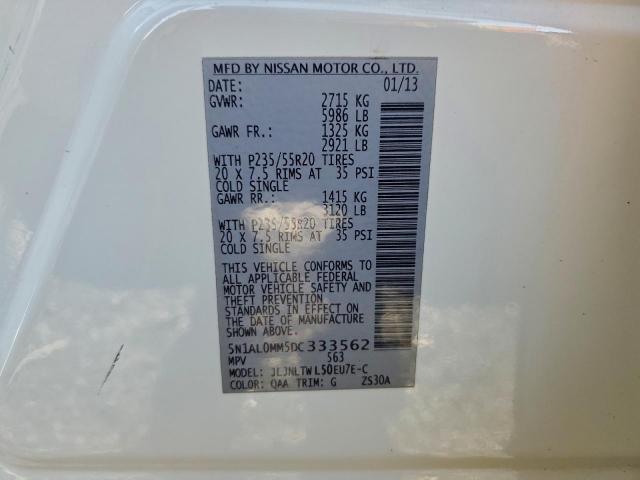 MFD BY NISSAN MOTOR CO., LTD.
DATE: 01/13
GVWR: 2715 KG
5986 LB
GAWR FR.: 1325 KG
2921 LB
WITH P235/55R20 TIRES
20 X 7.5 RIMS AT 35 PSI
COLD SINGLE
GAWR RR.: 1415 KG
3120 LB
WITH P235/55R20 TIRES
20 X 7.5 RIMS AT 35 PSI
COLD SINGLE
THIS VEHICLE CONFORMS TO
ALL APPLICABLE FEDERAL
MOTOR VEHICLE SAFETY AND
THEFT PREVENTION
STANDARDS IN EFFECT ON
THE DATE OF MANUFACTURE
SHOWN ABOVE.
5N1AL0MM5DC333562
MPV 563
MODEL: JLJNLTWL50EU7E-C
COLOR: QAA TRIM: G ZS30A